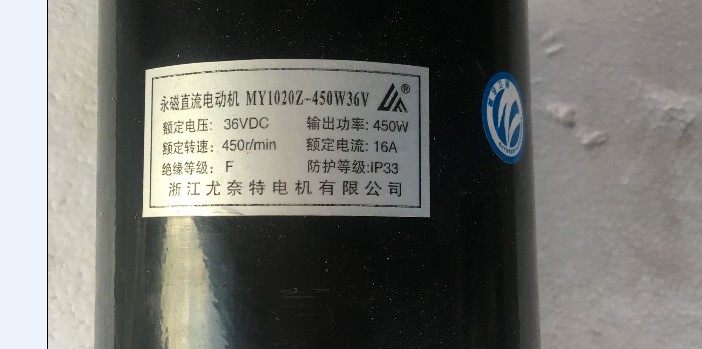 永磁直流电动机 MY1020Z-450W36V ®
额定电压: 36VDC 输出功率: 450W
额定转速: 450r/min 额定电流: 16A
绝缘等级: F 防护等级:IP33
浙江尤奈特电机有限公司